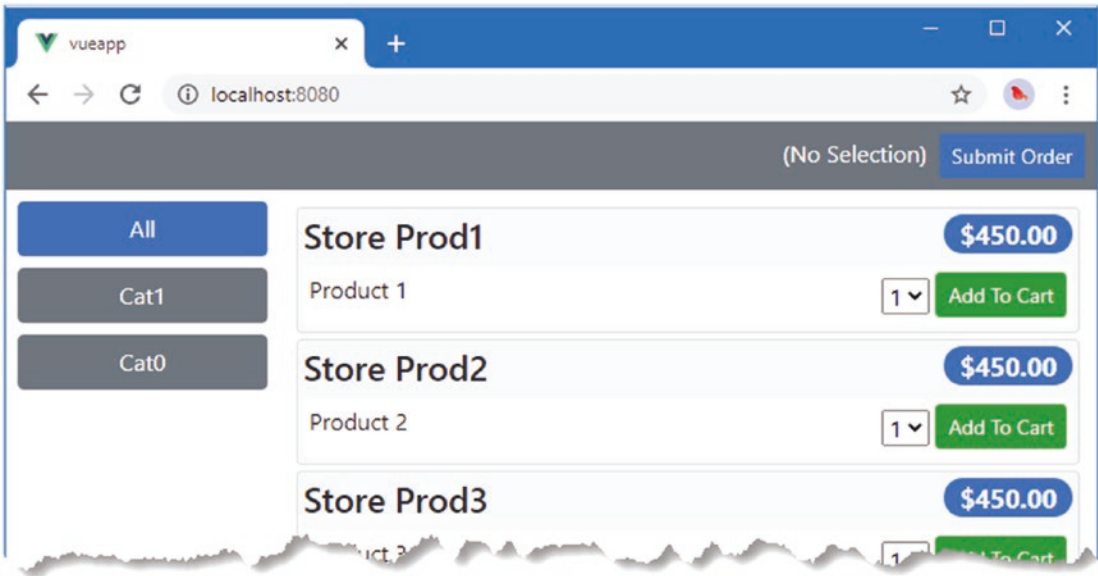 vueapp
localhost:8080
(No Selection) Submit Order
All
Cat1
Cat0
Store Prod1 $450.00
Product 1 1 Add To Cart
Store Prod2 $450.00
Product 2 1 Add To Cart
Store Prod3 $450.00